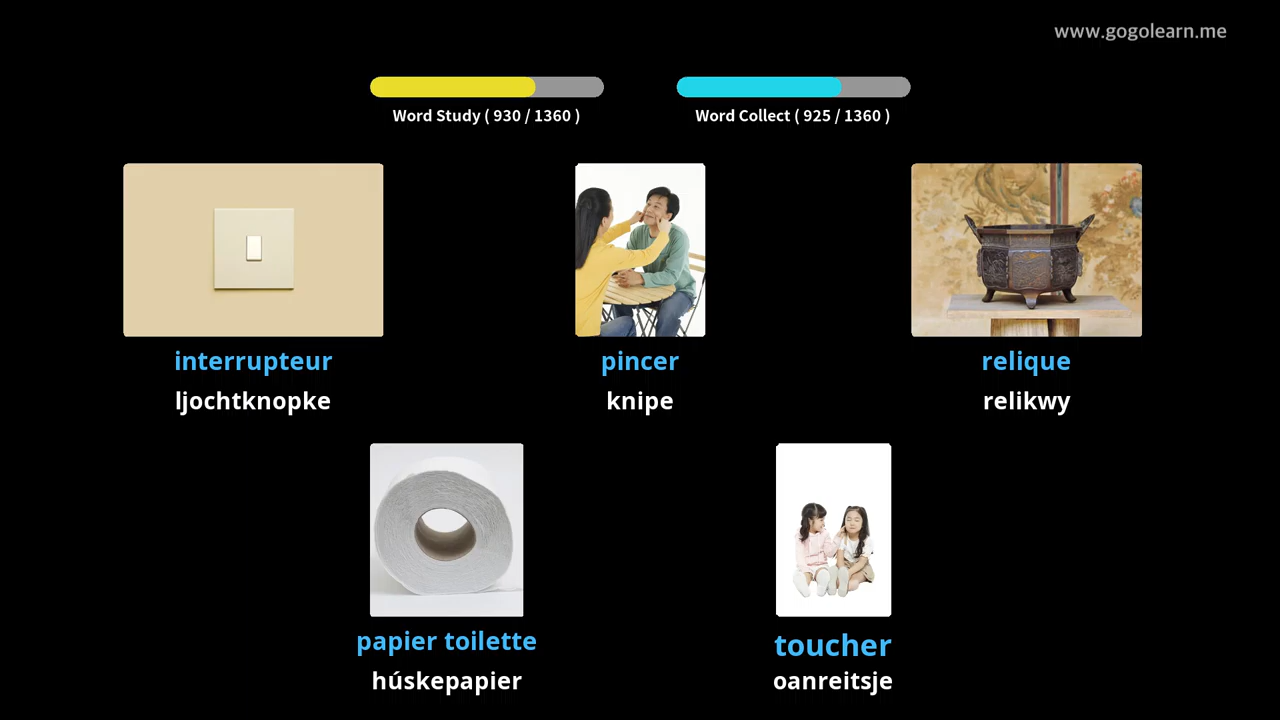 www.gogolearn.me
Word Study ( 930 / 1360 )
Word Collect ( 925 / 1360 )
interrupteur
ljochtknopke
pincer
knipe
relique
relikwy
papier toilette
húskepapier
toucher
oanreitsje